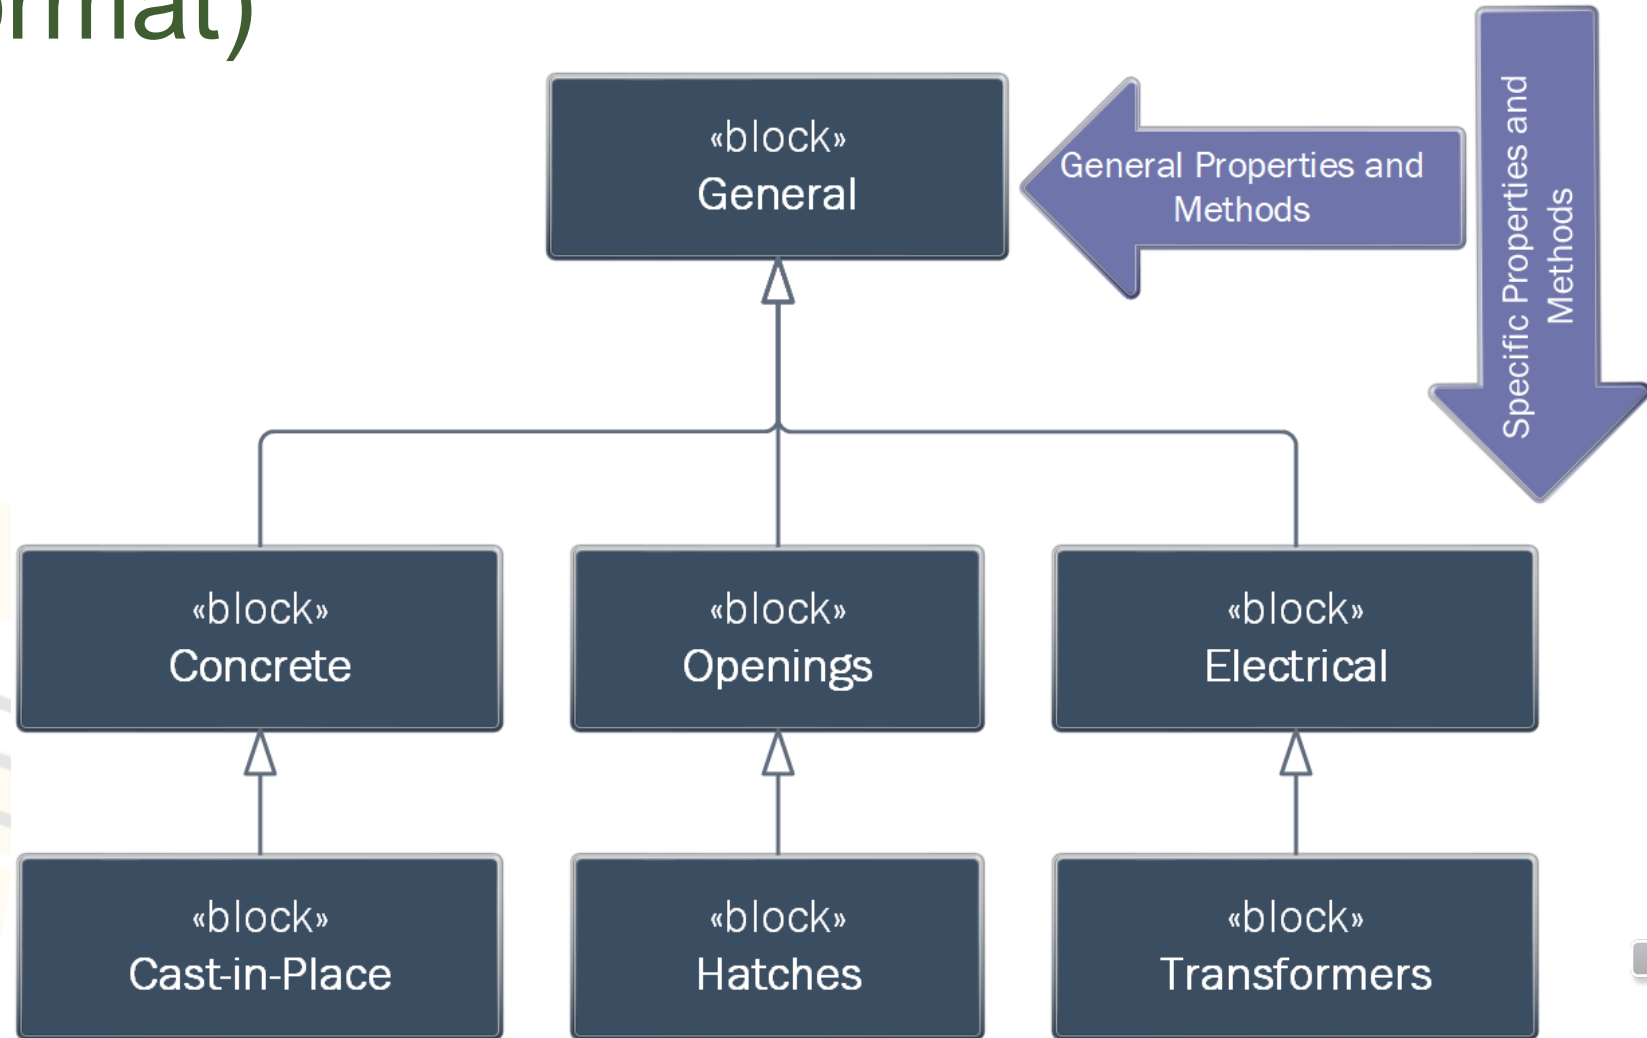 ormat)
«block»
General
General Properties and
Methods
Specific Properties and
Methods
«block»
Concrete
«block»
Openings
«block»
Electrical
«block»
Cast-in-Place
«block»
Hatches
«block»
Transformers